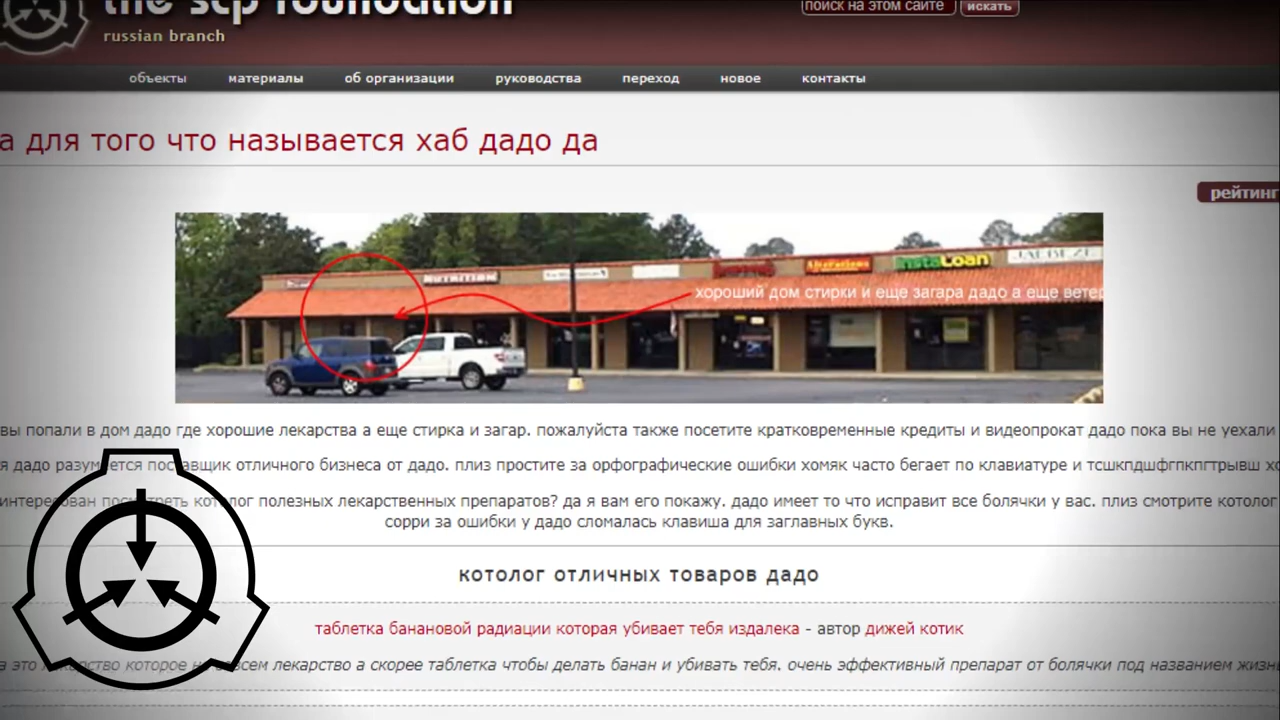 the scp foundation
russian branch
поиск на этом сайте
искать
объекты материалы об организации руководства переход новое контакты
а для того что называется хаб дадо да
рейтинг
NUTRITION
Alterations
InstaLoan
хороший дом стирки и еще загара дадо а еще ветер
вы попали в дом дадо где хорошие лекарства а еще стирка и загар. пожалуйста также посетите кратковременные кредиты и видеопрокат дадо пока вы не уехали
я дадо разумеется поставщик отличного бизнеса от дадо. плиз простите за орфографические ошибки хомяк часто бегает по клавиатуре и тсшкпдшфгпкпгтрывш хо
интересован посмотреть котолог полезных лекарственных препаратов? да я вам его покажу. дадо имеет то что исправит все болячки у вас. плиз смотрите котолог
сорри за ошибки у дадо сломалась клавиша для заглавных букв.
котолог отличных товаров дадо
таблетка банановой радиации которая убивает тебя издалека - автор дижей котик
а это лекарство которое не совсем лекарство а скорее таблетка чтобы делать банан и убивать тебя. очень эффективный препарат от болячки под названием жизнь